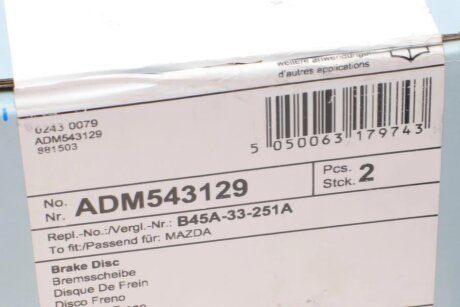 weitere anwendungen
d'autres applications
0243 0079
ADM543129
881503
5 050063 179743
No.
Nr. ADM543129
Pcs.
Stck. 2
Repl.-No.:/Vergl.-Nr.: B45A-33-251A
To fit:/Passend für: MAZDA
Brake Disc
Bremsscheibe
Disque De Frein
Disco Freno